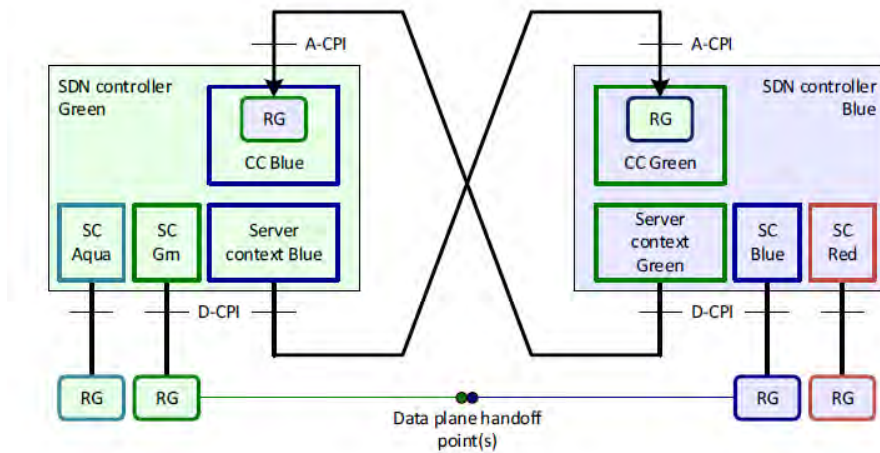 A-CPI
A-CPI
SDN controller
Green
RG
CC Blue
SC
Aqua
SC
Grn
Server
context Blue
SDN controller
Blue
RG
CC Green
Server
context
Green
SC
Blue
SC
Red
D-CPI
D-CPI
RG
RG
RG
RG
Data plane handoff
point(s)